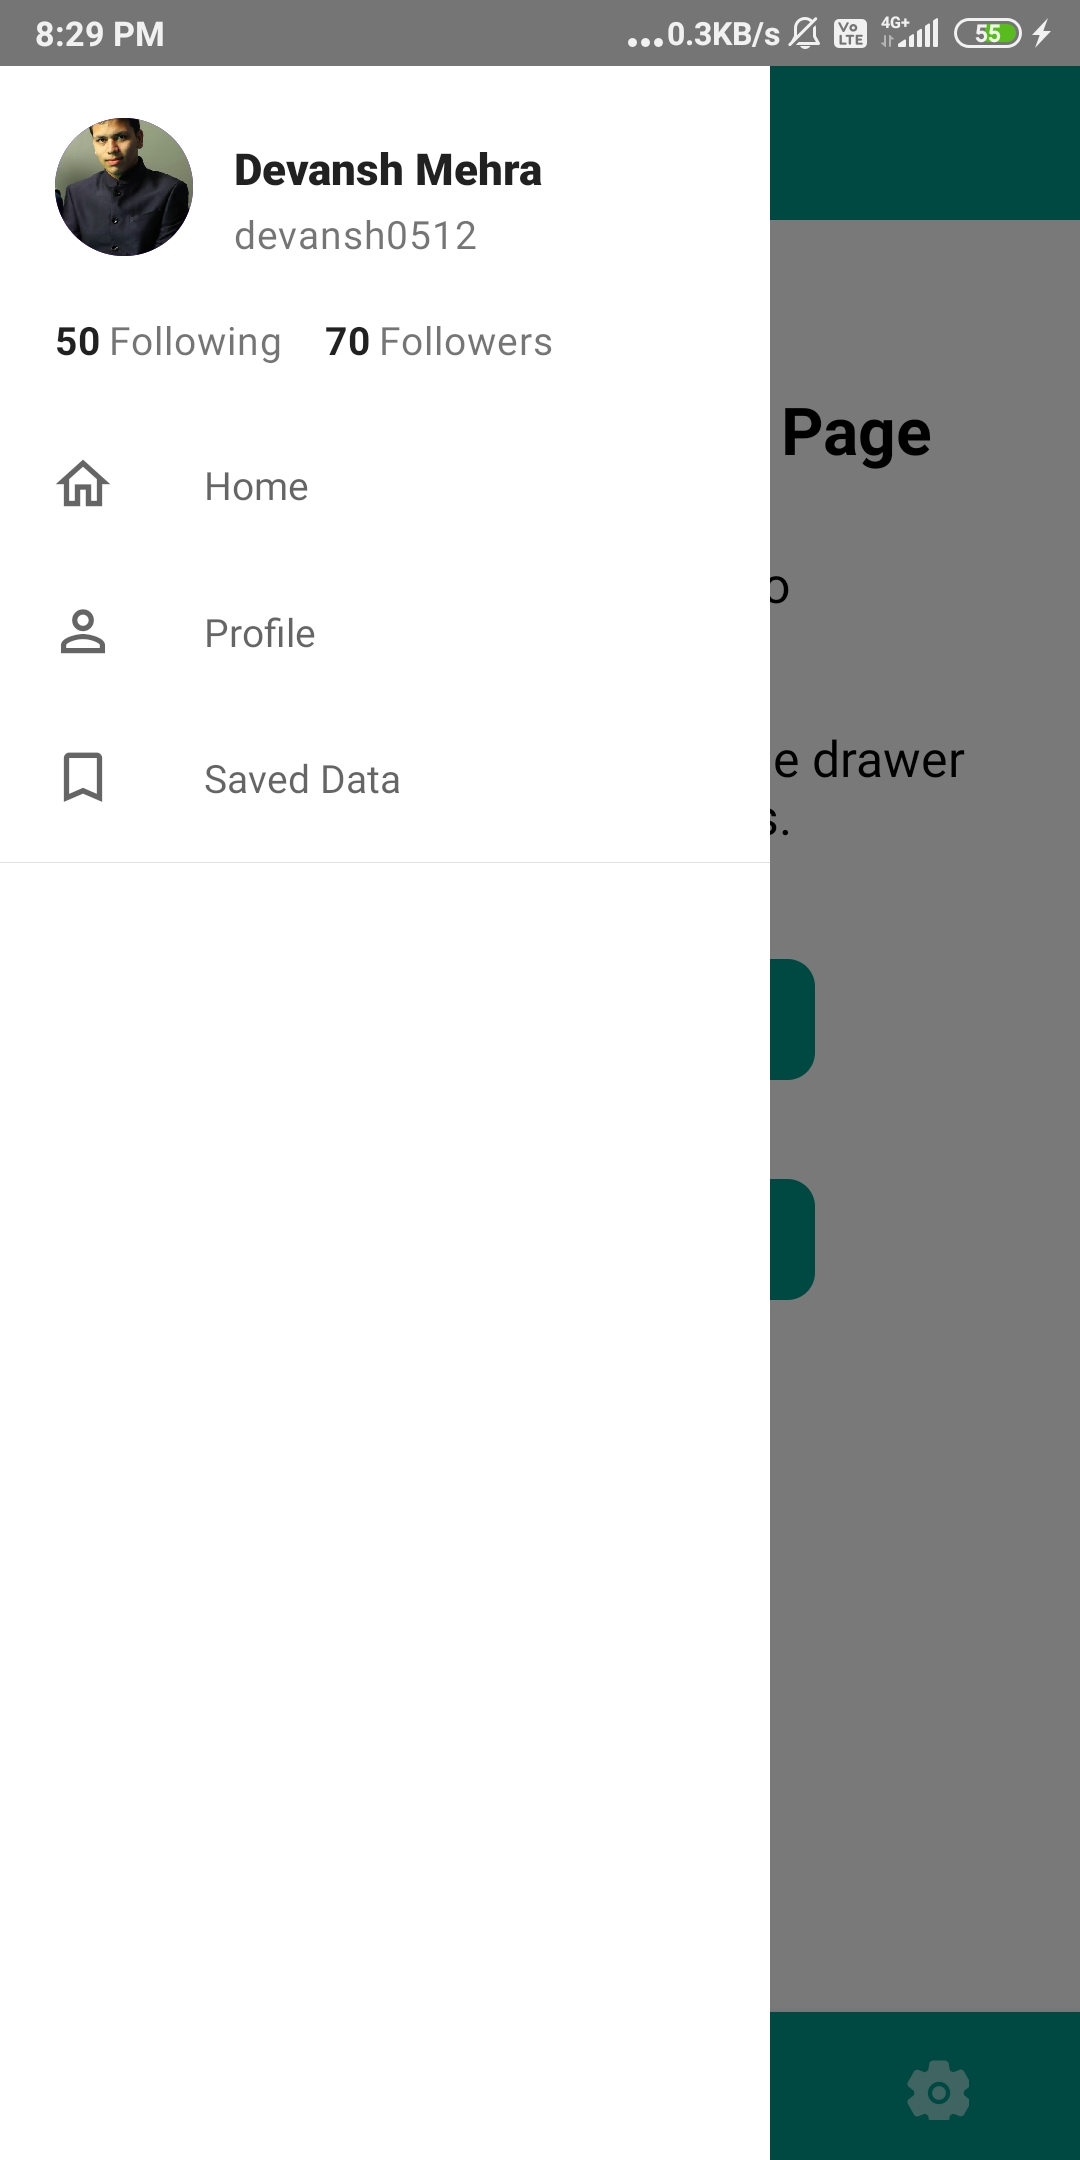 8:29 PM
...0.3KB/s
Vo
LTE
4G+
55
Devansh Mehra
devansh0512
50 Following 70 Followers
Home
Profile
Saved Data
Page
e drawer
s.